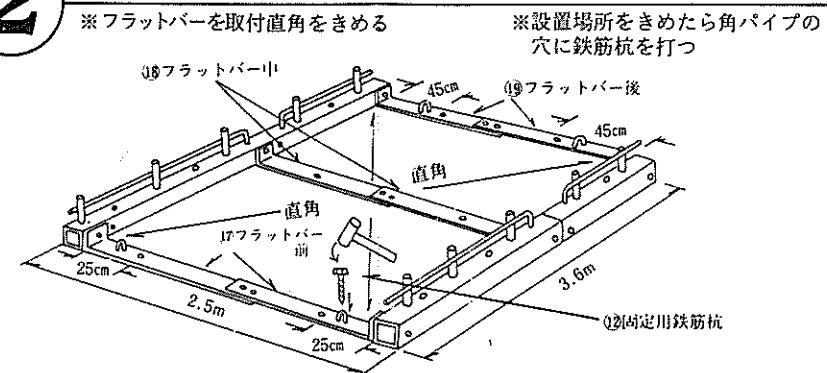 2
※フラットバーを取付直角をきめる
※設置場所をきめたら角パイプの
穴に鉄筋杭を打つ
⑱フラットバー中
45cm
⑲フラットバー後
45cm
直角
直角
17フラットバー
前
25cm
2.5m
25cm
3.6m
⑫固定用鉄筋杭